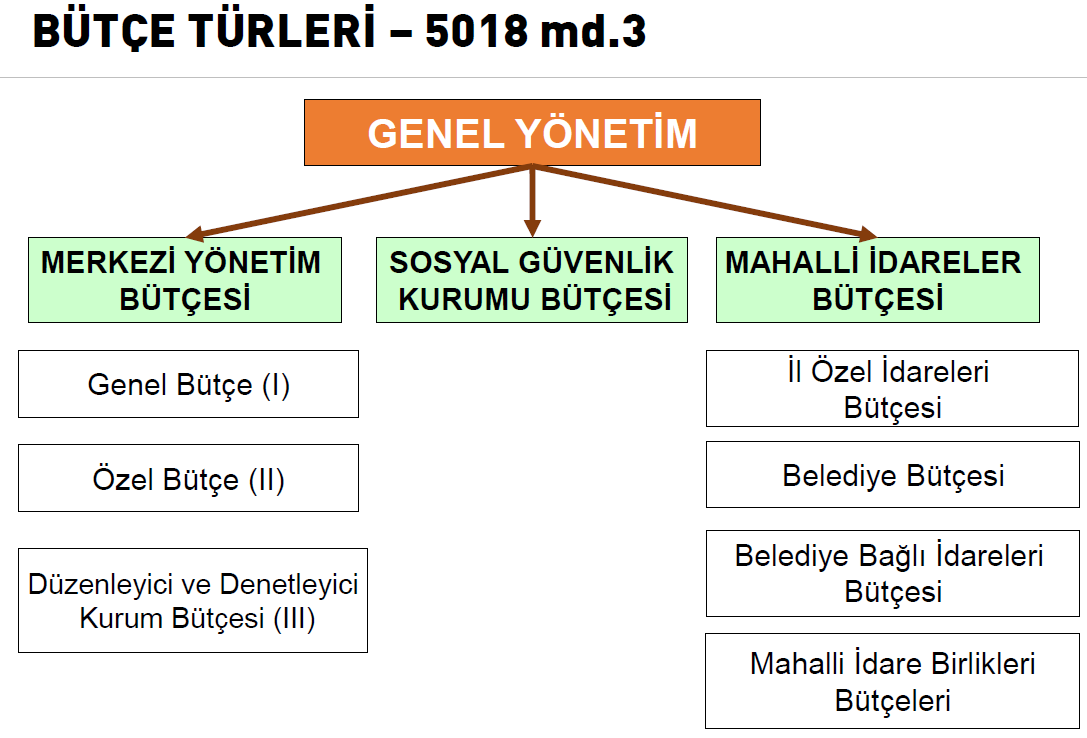 BÜTÇE TÜRLERİ – 5018 md.3
GENEL YÖNETİM
MERKEZİ YÖNETİM
BÜTÇESİ
SOSYAL GÜVENLİK
KURUMU BÜTÇESİ
MAHALLİ İDARELER
BÜTÇESİ
Genel Bütçe (I)
Özel Bütçe (II)
Düzenleyici ve Denetleyici
Kurum Bütçesi (III)
İl Özel İdareleri
Bütçesi
Belediye Bütçesi
Belediye Bağlı İdareleri
Bütçesi
Mahalli İdare Birlikleri
Bütçeleri